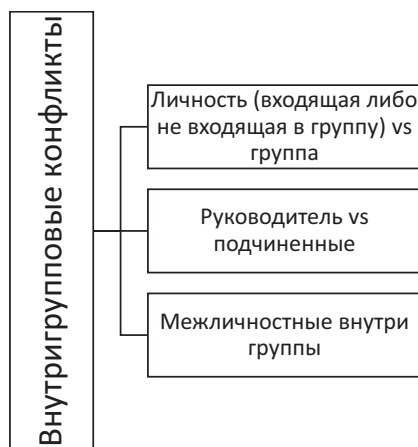 Внутригрупповые конфликты
Личность (входящая либо
не входящая в группу) vs
группа
Руководитель vs
подчиненные
Межличностные внутри
группы